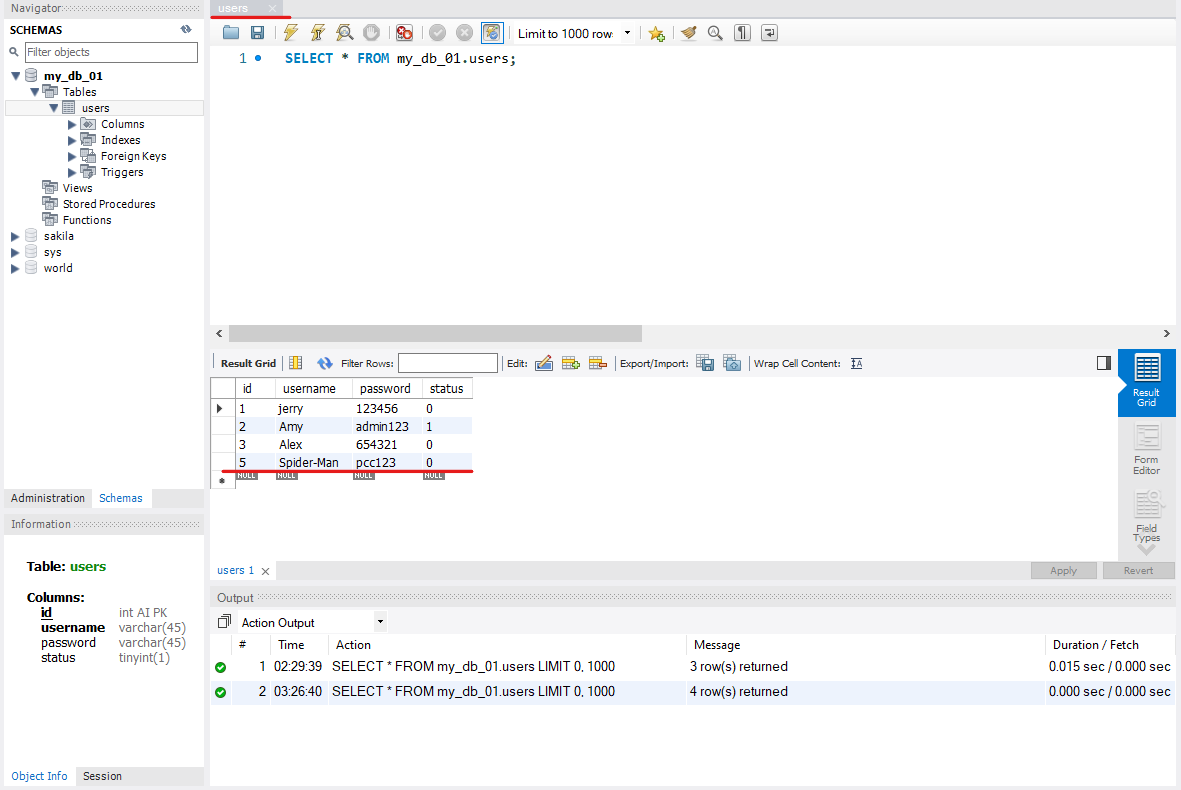 Navigator
SCHEMAS
Filter objects
my_db_01
Tables
users
Columns
Indexes
Foreign Keys
Triggers
Views
Stored Procedures
Functions
sakila
sys
world
Administration Schemas
Information
Table: users
Columns:
id int AI PK
username varchar(45)
password varchar(45)
status tinyint(1)
Object Info Session
users
Limit to 1000 row:
1 SELECT * FROM my_db_01.users;
Result Grid Filter Rows: Edit: Export/Import: Wrap Cell Content:
id username password status
1 jerry 123456 0
2 Amy admin123 1
3 Alex 654321 0
5 Spider-Man pcc123 0
NULL NULL NULL NULL
Result
Grid
Form
Editor
Field
Types
users 1 Apply Revert
Output
Action Output
# Time Action Message Duration / Fetch
1 02:29:39 SELECT * FROM my_db_01.users LIMIT 0, 1000 3 row(s) returned 0.015 sec / 0.000 sec
2 03:26:40 SELECT * FROM my_db_01.users LIMIT 0, 1000 4 row(s) returned 0.000 sec / 0.000 sec